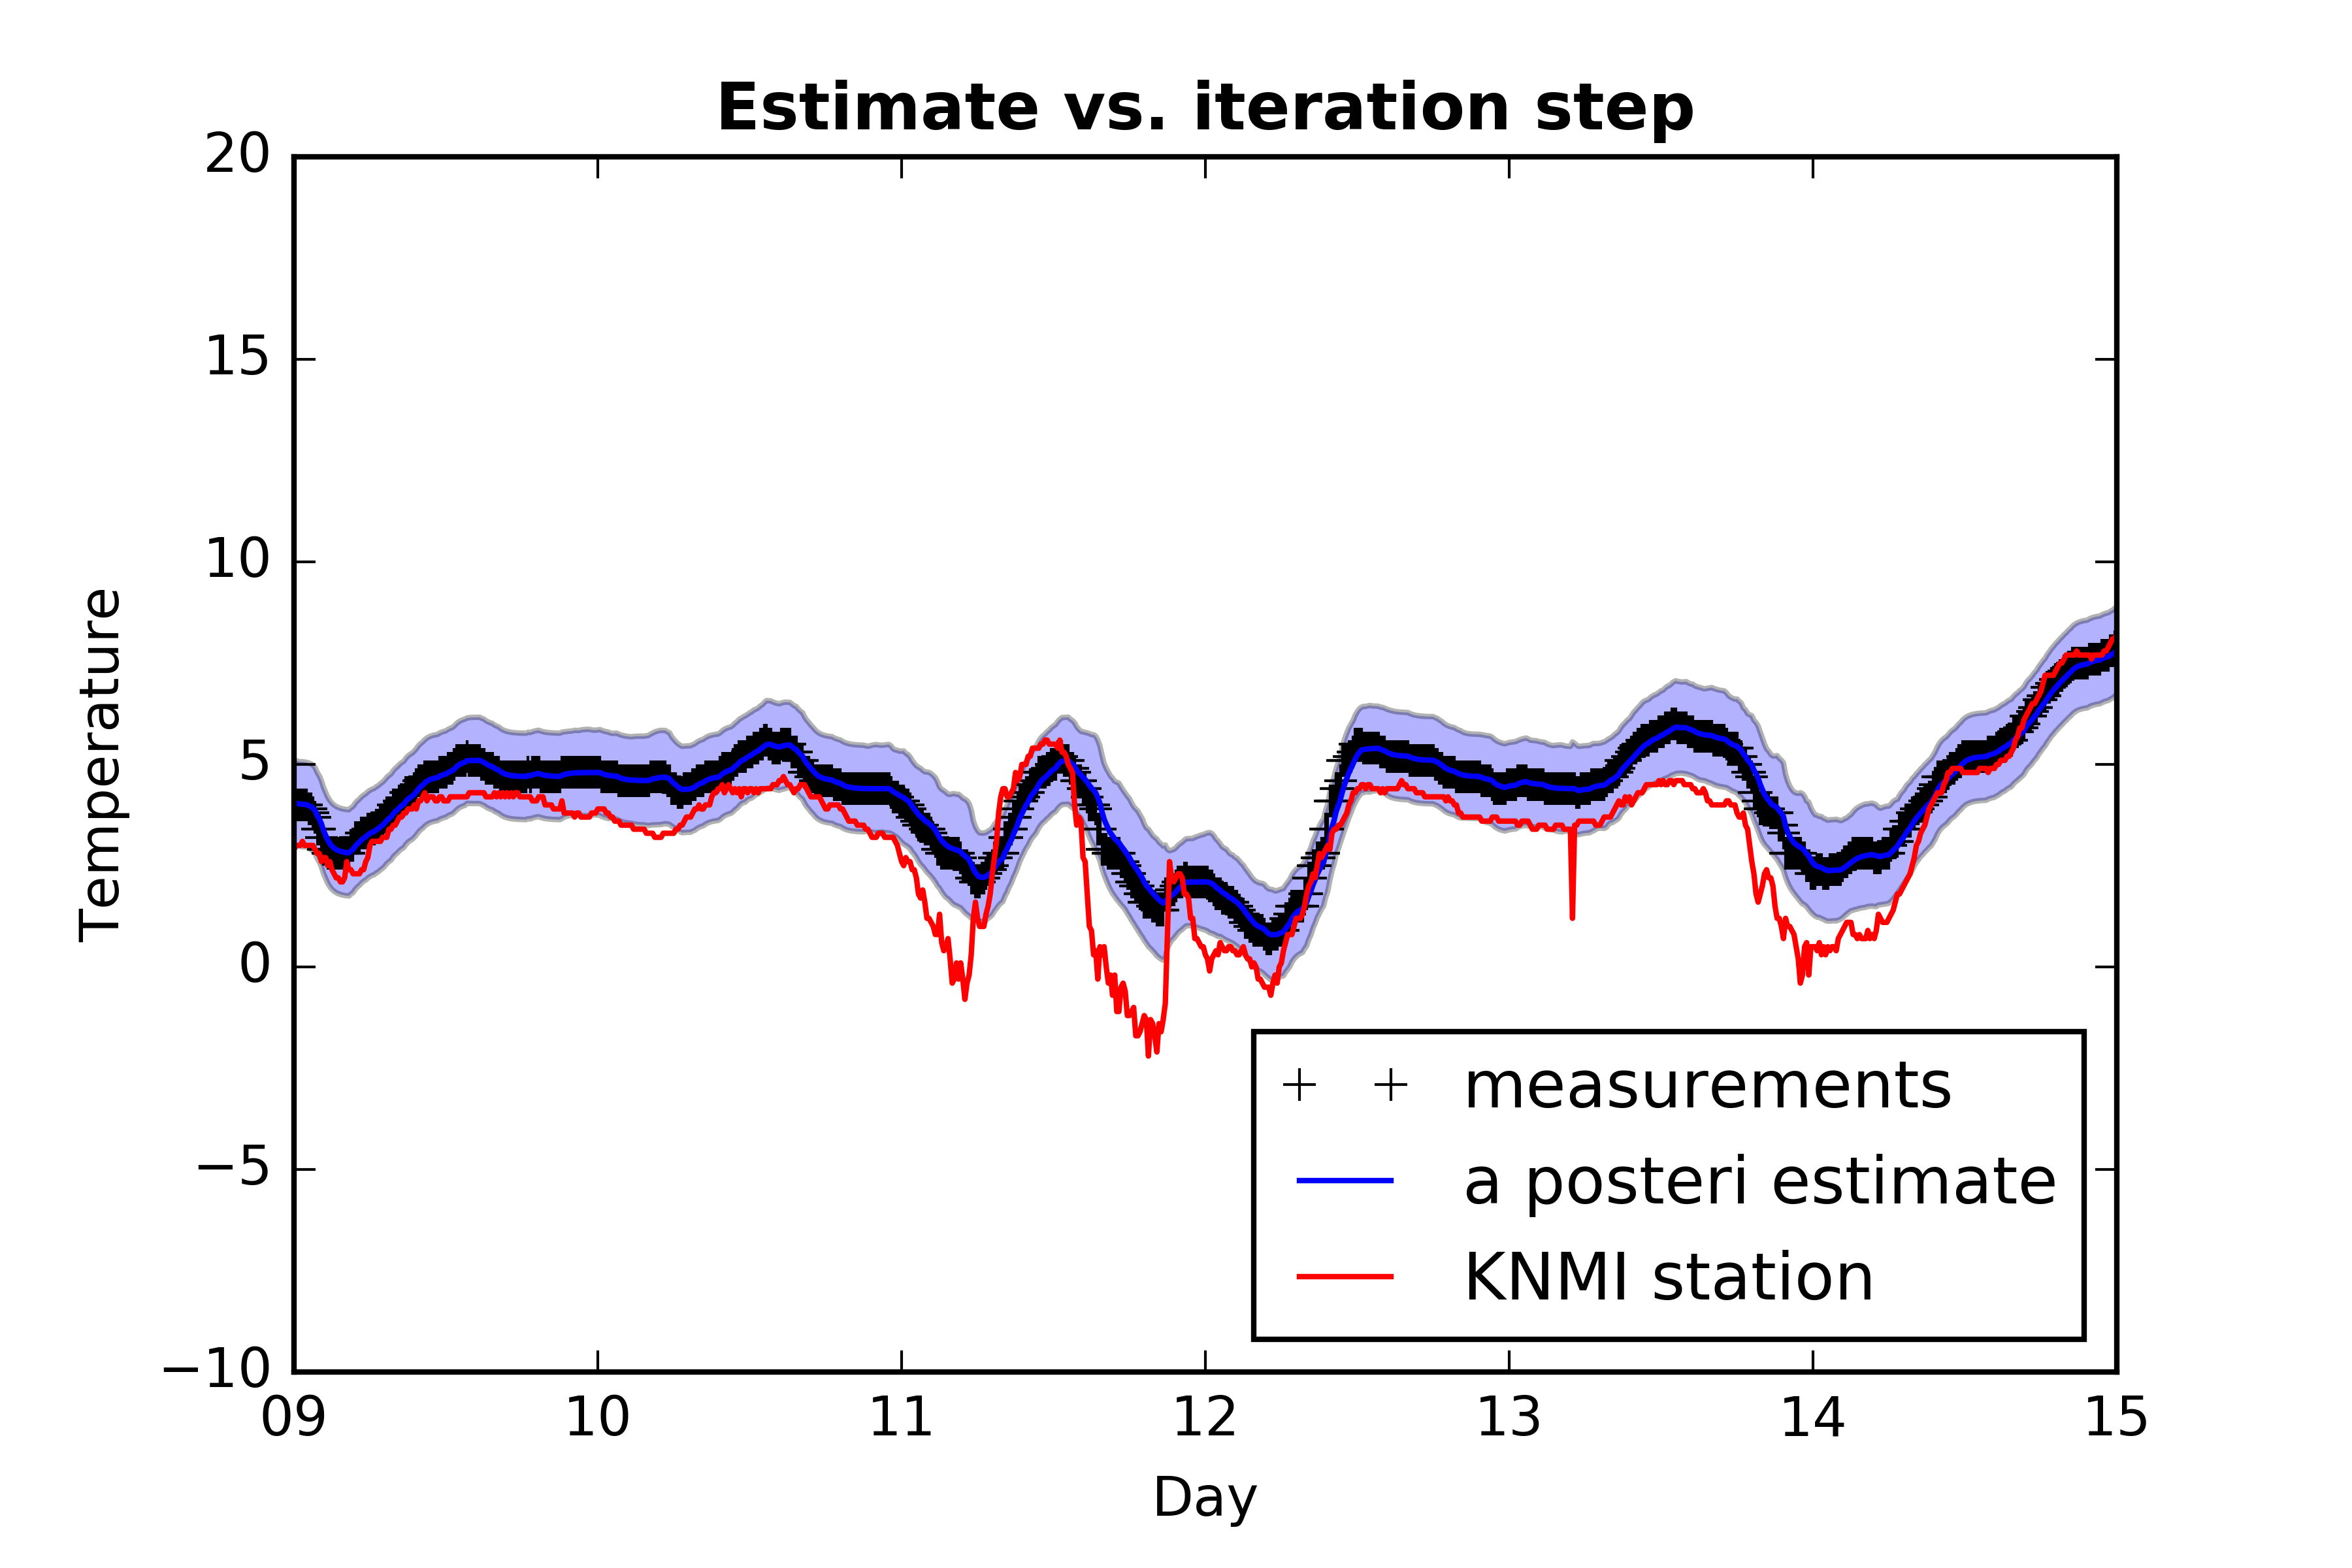 Estimate vs. iteration step
20
15
10
5
0
−5
−10
Temperature
measurements
a posteri estimate
KNMI station
09 10 11 12 13 14 15
Day